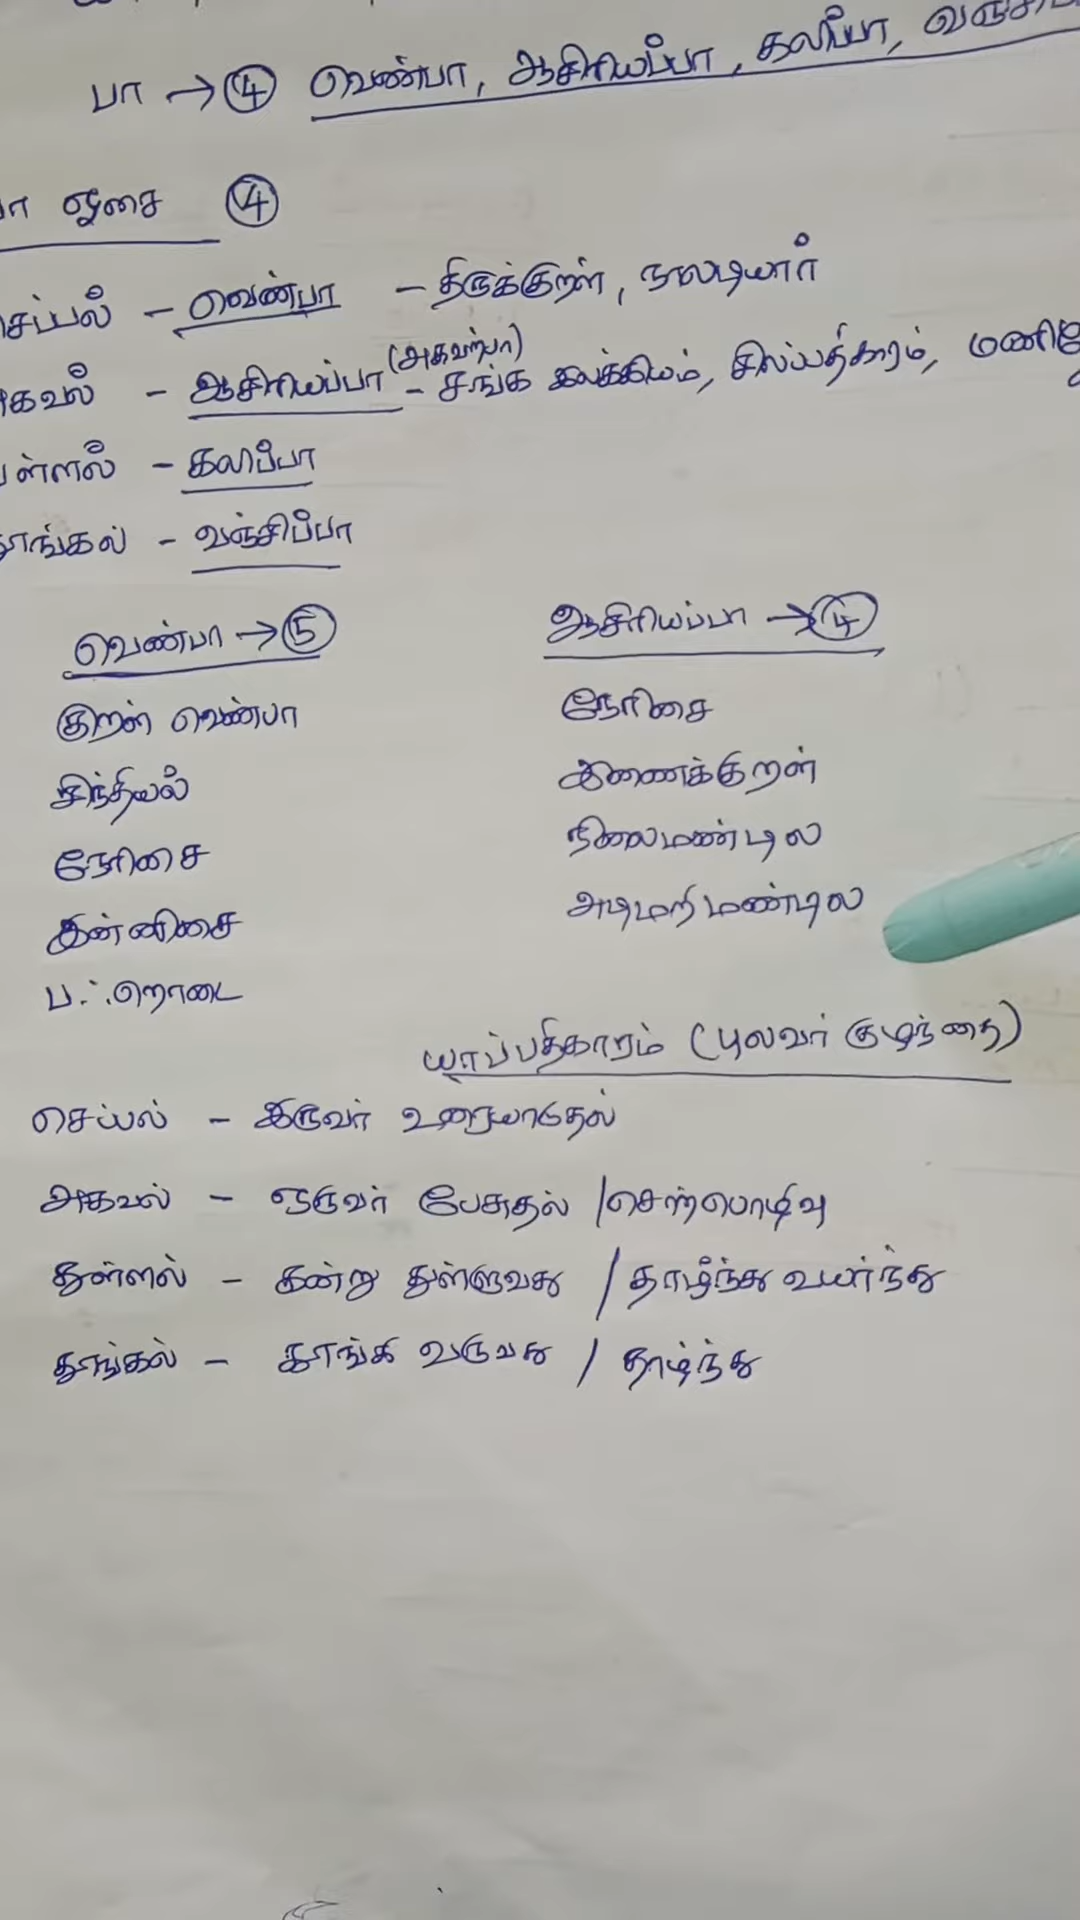 பா → ④ வெண்பா, ஆசிரியப்பா, கலிப்பா,
ஓசை ④
செப்பல் - வெண்பா - திருக்குறள், நாலடியார்
அகவல் - ஆசிரியப்பா (அகவற்பா) - சங்க இலக்கியம், சிலப்பதிகாரம்,
துள்ளல் - கலிப்பா
தூங்கல் - வஞ்சிப்பா
வெண்பா → ⑤
குறள் வெண்பா
சிந்தியல்
நேரிசை
இன்னிசை
பஃறொடை
ஆசிரியப்பா → ④
நேரிசை
இணைக்குறள்
நிலைமண்டில
அடிமறிமண்டில
யாப்பதிகாரம் (புலவர் குழந்தை)
செப்பல் - இருவர் உரையாடுதல்
அகவல் - ஒருவர் பேசுதல் / சொற்பொழிவு
துள்ளல் - கன்று துள்ளுவது / தாழ்ந்து உயர்ந்து
தூங்கல் - தூங்கி வருவது / தாழ்ந்து